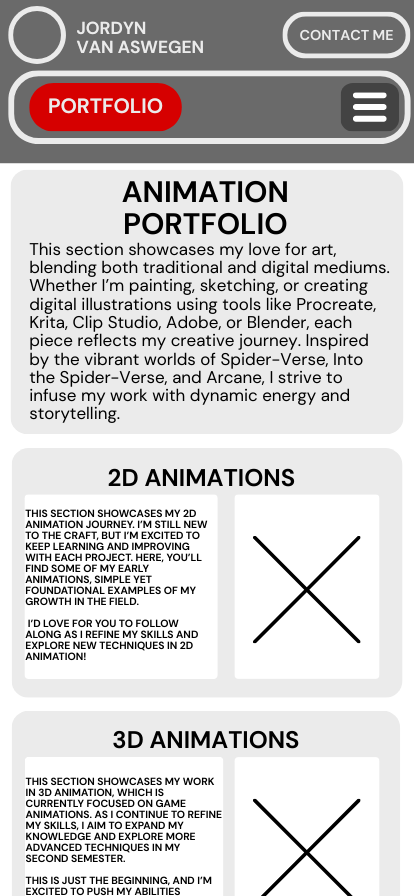 JORDYN
VAN ASWEGEN
CONTACT ME
PORTFOLIO
ANIMATION
PORTFOLIO
This section showcases my love for art,
blending both traditional and digital mediums.
Whether I'm painting, sketching, or creating
digital illustrations using tools like Procreate,
Krita, Clip Studio, Adobe, or Blender, each
piece reflects my creative journey. Inspired
by the vibrant worlds of Spider-Verse, Into
the Spider-Verse, and Arcane, I strive to
infuse my work with dynamic energy and
storytelling.
2D ANIMATIONS
THIS SECTION SHOWCASES MY 2D
ANIMATION JOURNEY. I'M STILL NEW
TO THE CRAFT, BUT I'M EXCITED TO
KEEP LEARNING AND IMPROVING
WITH EACH PROJECT. HERE, YOU'LL
FIND SOME OF MY EARLY
ANIMATIONS, SIMPLE YET
FOUNDATIONAL EXAMPLES OF MY
GROWTH IN THE FIELD.
I'D LOVE FOR YOU TO FOLLOW
ALONG AS I REFINE MY SKILLS AND
EXPLORE NEW TECHNIQUES IN 2D
ANIMATION!
3D ANIMATIONS
THIS SECTION SHOWCASES MY WORK
IN 3D ANIMATION, WHICH IS
CURRENTLY FOCUSED ON GAME
ANIMATIONS. AS I CONTINUE TO REFINE
MY SKILLS, I AIM TO EXPAND MY
KNOWLEDGE AND EXPLORE MORE
ADVANCED TECHNIQUES IN MY
SECOND SEMESTER.
THIS IS JUST THE BEGINNING, AND I'M
EXCITED TO PUSH MY ABILITIES